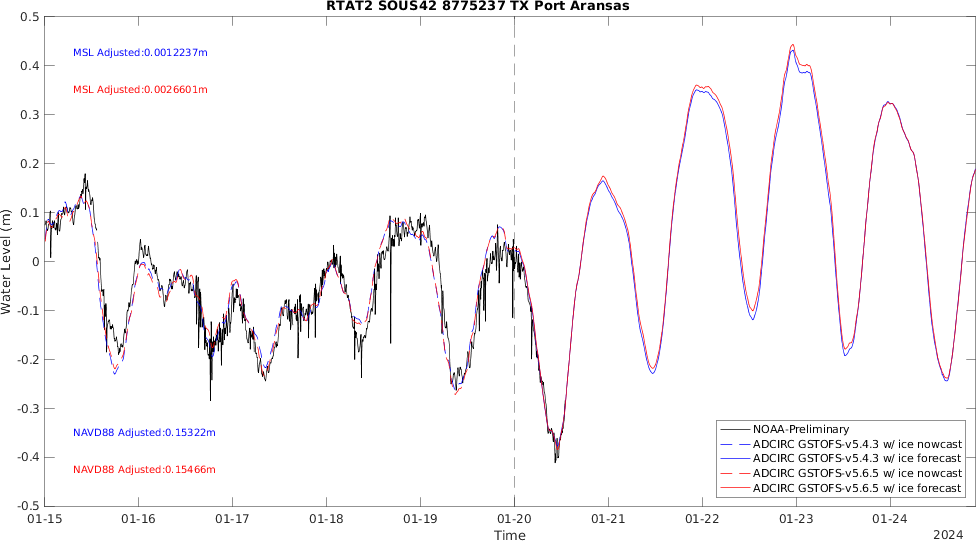 RTAT2 SOUS42 8775237 TX Port Aransas
0.5
0.4
0.3
0.2
0.1
0
-0.1
-0.2
-0.3
-0.4
-0.5
Water Level (m)
MSL Adjusted:0.0012237m
MSL Adjusted:0.0026601m
NAVD88 Adjusted:0.15322m
NAVD88 Adjusted:0.15466m
NOAA-Preliminary
ADCIRC GSTOFS-v5.4.3 w/ ice nowcast
ADCIRC GSTOFS-v5.4.3 w/ ice forecast
ADCIRC GSTOFS-v5.6.5 w/ ice nowcast
ADCIRC GSTOFS-v5.6.5 w/ ice forecast
01-15 01-16 01-17 01-18 01-19 01-20 01-21 01-22 01-23 01-24
Time
2024